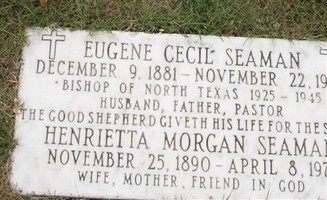 EUGENE CECIL SEAMAN
DECEMBER 9, 1881 - NOVEMBER 22, 19
BISHOP OF NORTH TEXAS 1925 - 1945
HUSBAND, FATHER, PASTOR
THE GOOD SHEPHERD GIVETH HIS LIFE FOR THE S
HENRIETTA MORGAN SEAMA
NOVEMBER 25, 1890 - APRIL 8, 197
WIFE, MOTHER, FRIEND IN GOD